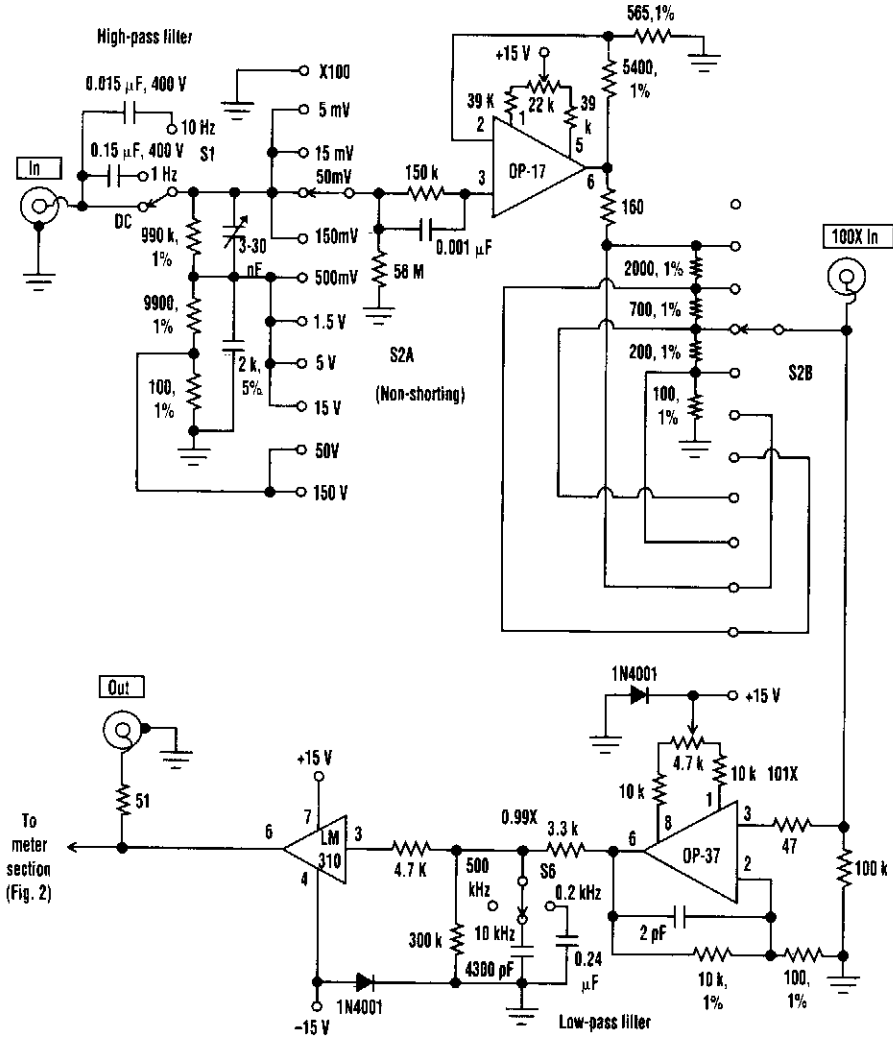 565, 1%
High-pass filter
+15 V
X100
5400,
1%
0.015 µF, 400 V
39 K
22 k
39
k
5 mV
1
2
10 Hz
5
0.15 µF, 400 V
S1
15 mV
In
1 Hz
150 k
OP-17
50mV
3
6
DC
160
100X In
990 k,
1%
3-30
nF
150mV
0.001 µF
56 M
2000, 1%
500mV
9900,
1%
700, 1%
1.5 V
S2A
(Non-shorting)
200, 1%
S2B
2 k,
5%
5 V
100,
1%
100,
1%
15 V
50V
150 V
Out
1N4001
+15 V
+15 V
4.7 k
10 k
10 k
101X
51
7
0.99X
3.3 k
8
1
3
To
meter
section
(Fig. 2)
6
LM
310
3
6
OP-37
47
4
4.7 K
500
kHz
S6
0.2 kHz
2
100 k
300 k
10 kHz
2 pF
4300 pF
0.24
µF
10 k,
1%
100,
1%
1N4001
-15 V
Low-pass filter